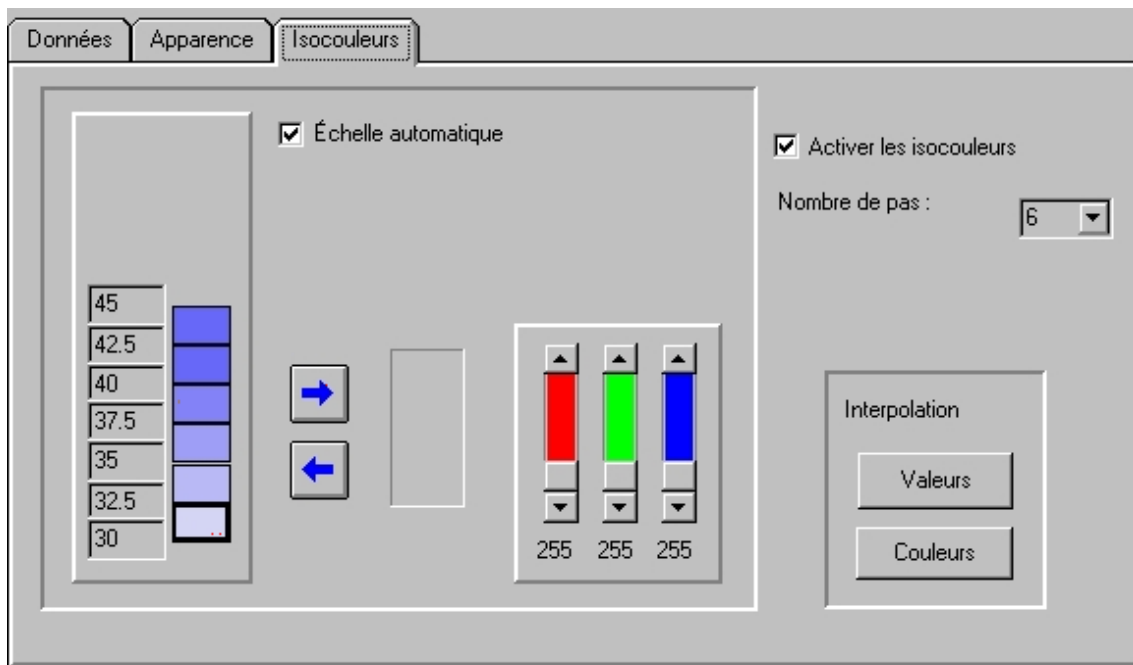 Données Apparence Isocouleurs
Échelle automatique
Activer les isocouleurs
Nombre de pas : 6
45
42.5
40
37.5
35
32.5
30
255 255 255
Interpolation
Valeurs
Couleurs